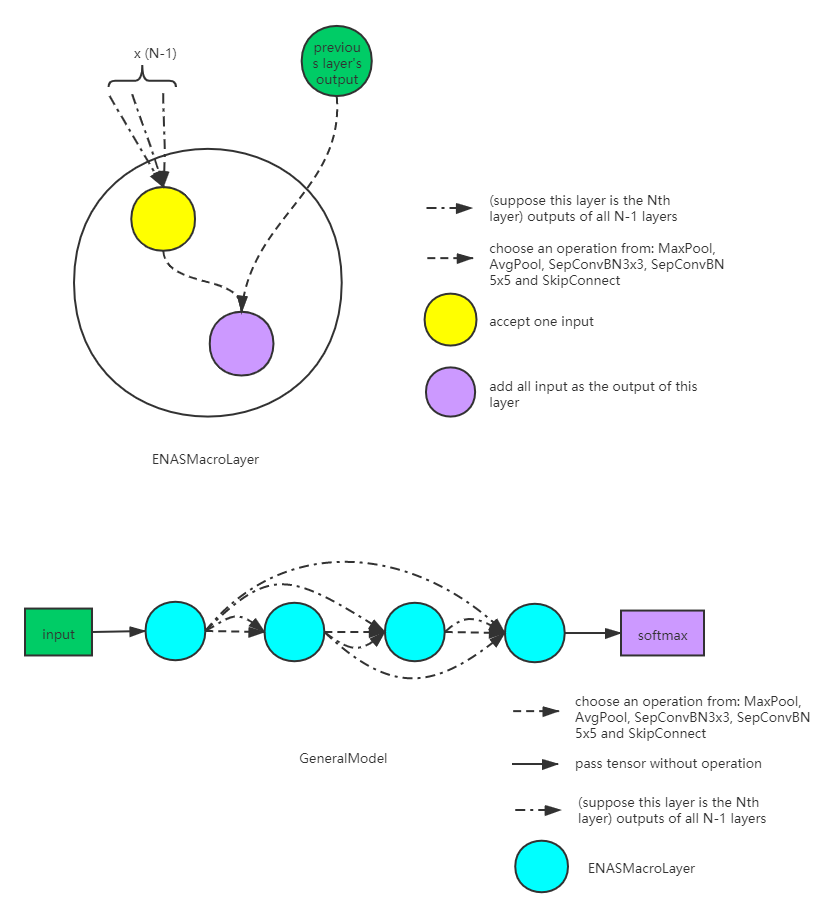 x (N-1)
previou
s layer's
output
(suppose this layer is the Nth
layer) outputs of all N-1 layers
choose an operation from: MaxPool,
AvgPool, SepConvBN3x3, SepConvBN
5x5 and SkipConnect
accept one input
add all input as the output of this
layer
ENASMacroLayer
input
softmax
choose an operation from: MaxPool,
AvgPool, SepConvBN3x3, SepConvBN
5x5 and SkipConnect
GeneralModel
pass tensor without operation
(suppose this layer is the Nth
layer) outputs of all N-1 layers
ENASMacroLayer